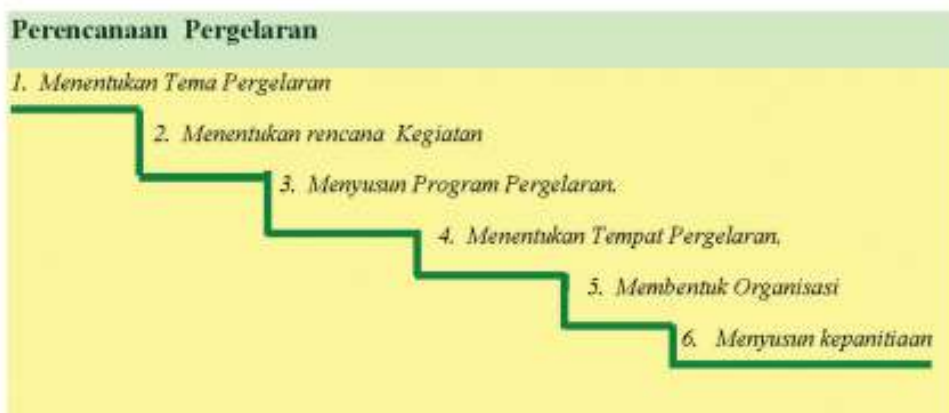 Perencanaan Pergelaran
1. Menentukan Tema Pergelaran
2. Menentukan rencana Kegiatan
3. Menyusun Program Pergelaran.
4. Menentukan Tempat Pergelaran.
5. Membentuk Organisasi
6. Menyusun kepanitiaan